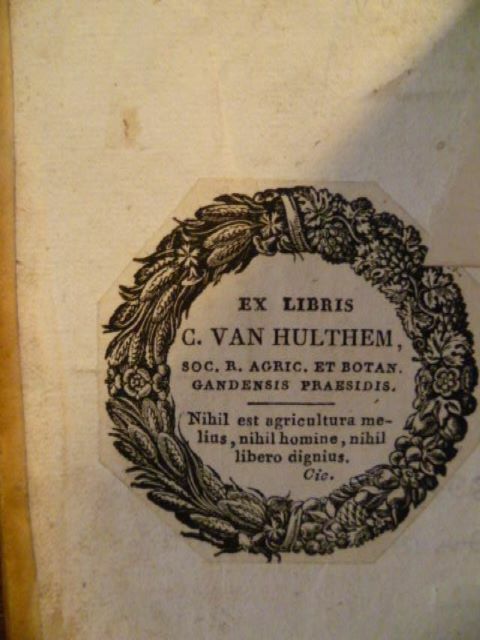 EX LIBRIS
C. VAN HULTHEM,
SOC. R. AGRIC. ET BOTAN.
GANDENSIS PRAESIDIS.
Nihil est agricultura me-
lius, nihil homine, nihil
libero dignius.
Cic.